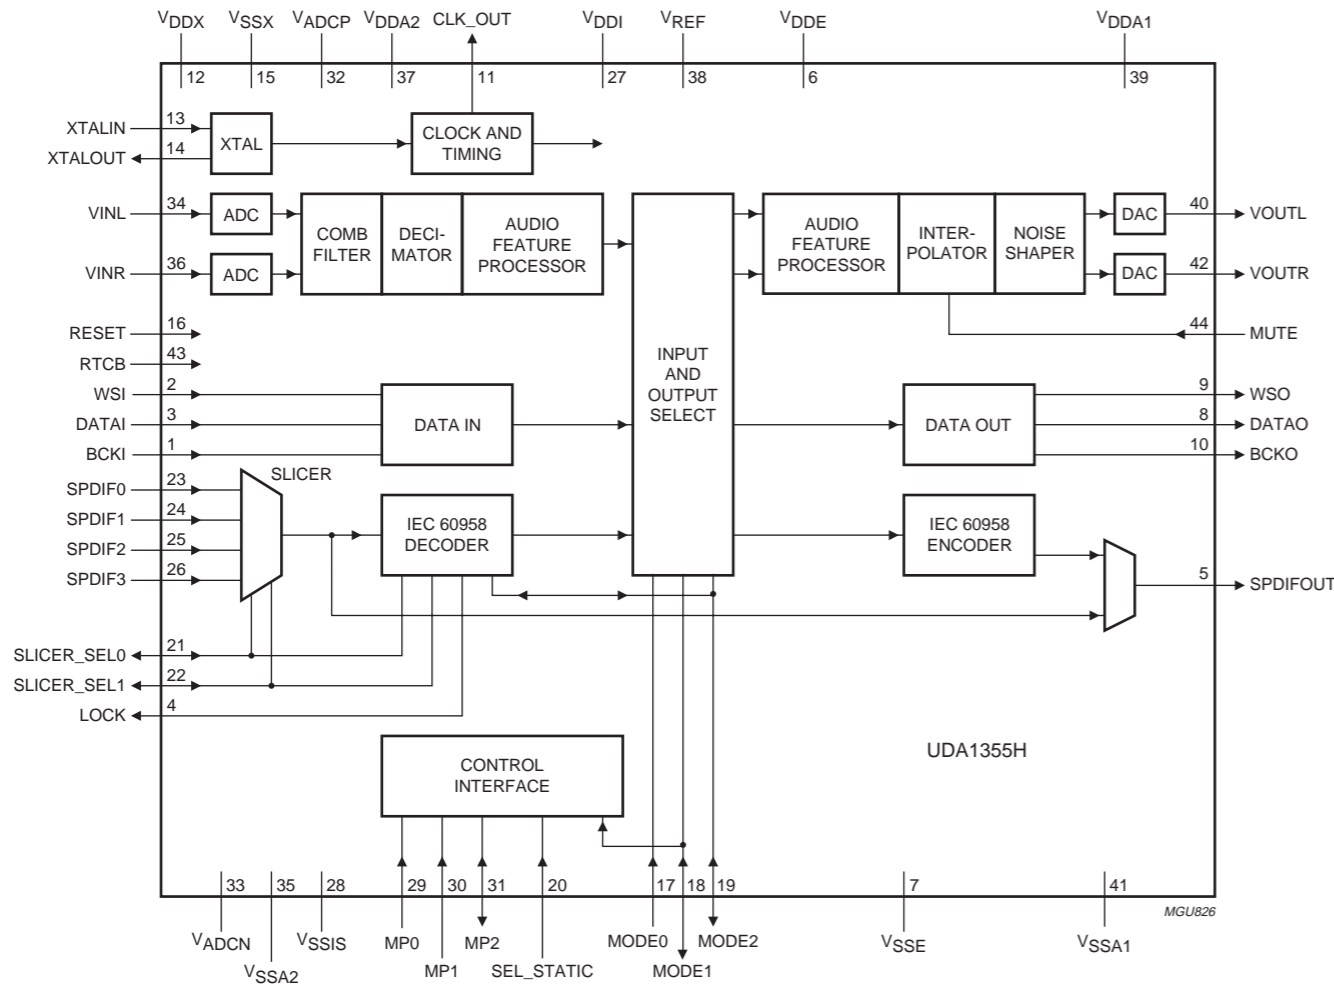 VDDX VSSX VADCP VDDA2 CLK_OUT VDDI VREF VDDE VDDA1
12 15 32 37 11 27 38 6 39
XTALIN 13
XTAL
CLOCK AND
TIMING
XTALOUT 14
VINL 34
ADC
COMB
FILTER
DECI-
MATOR
AUDIO
FEATURE
PROCESSOR
AUDIO
FEATURE
PROCESSOR
INTER-
POLATOR
NOISE
SHAPER
DAC
40 VOUTL
VINR 36
ADC
DAC
42 VOUTR
RESET 16
44 MUTE
RTCB 43
INPUT
AND
OUTPUT
SELECT
WSI 2
DATAI 3
BCKI 1
DATA IN
DATA OUT
9 WSO
8 DATAO
10 BCKO
SLICER
SPDIF0 23
SPDIF1 24
SPDIF2 25
SPDIF3 26
IEC 60958
DECODER
IEC 60958
ENCODER
5 SPDIFOUT
SLICER_SEL0 21
SLICER_SEL1 22
LOCK 4
CONTROL
INTERFACE
UDA1355H
33 35 28 29 30 31 20 17 18 19 7 41
MGU826
VADCN VSSA2 VSSIS MP0 MP1 MP2 SEL_STATIC MODE0 MODE1 MODE2 VSSE VSSA1